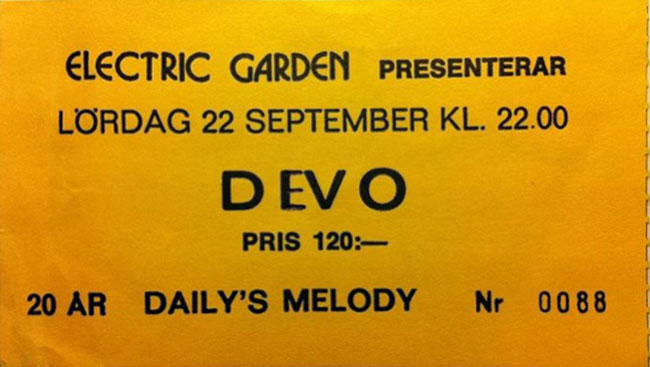 ELECTRIC GARDEN PRESENTERAR
LÖRDAG 22 SEPTEMBER KL. 22.00
DEVO
PRIS 120:—
20 ÅR DAILY'S MELODY Nr 0088